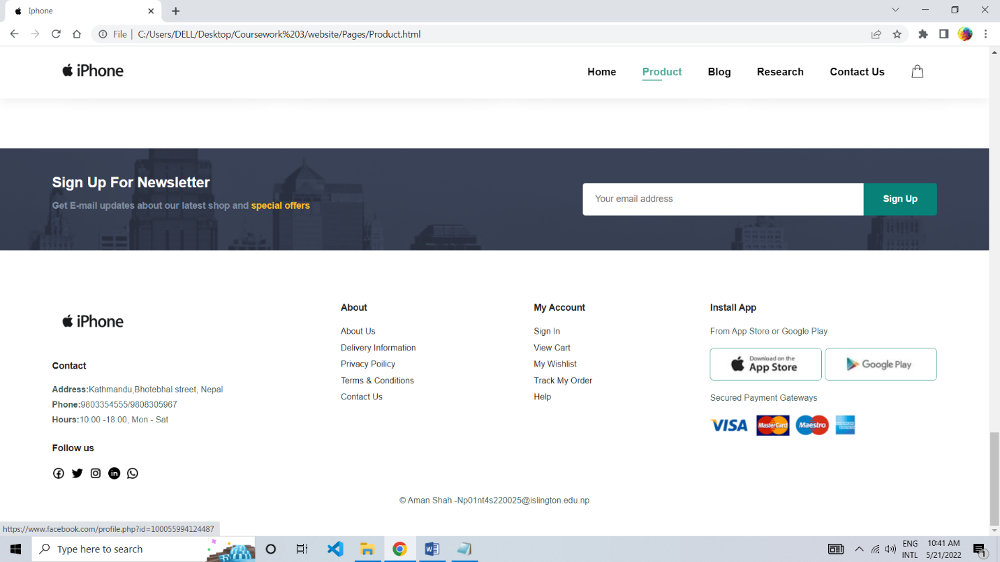 Iphone
File
C:/Users/DELL/Desktop/Coursework%203/website/Pages/Product.html
iPhone
Home
Product
Blog
Research
Contact Us
Sign Up For Newsletter
Get E-mail updates about our latest shop and special offers
Your email address
Sign Up
iPhone
Contact
Address:Kathmandu,Bhotebhal street, Nepal
Phone:9803354555/9808305967
Hours:10:00 -18:00, Mon - Sat
Follow us
in
About
About Us
Delivery Information
Privacy Poilicy
Terms & Conditions
Contact Us
My Account
Sign In
View Cart
My Wishlist
Track My Order
Help
Install App
From App Store or Google Play
Download on the
App Store
Google Play
Secured Payment Gateways
VISA
MasterCard
Maestro
© Aman Shah -Np01nt4s220025@islington.edu.np
https://www.facebook.com/profile.php?id=100055994124487
Type here to search
ENG
INTL
10:41 AM
5/21/2022
1